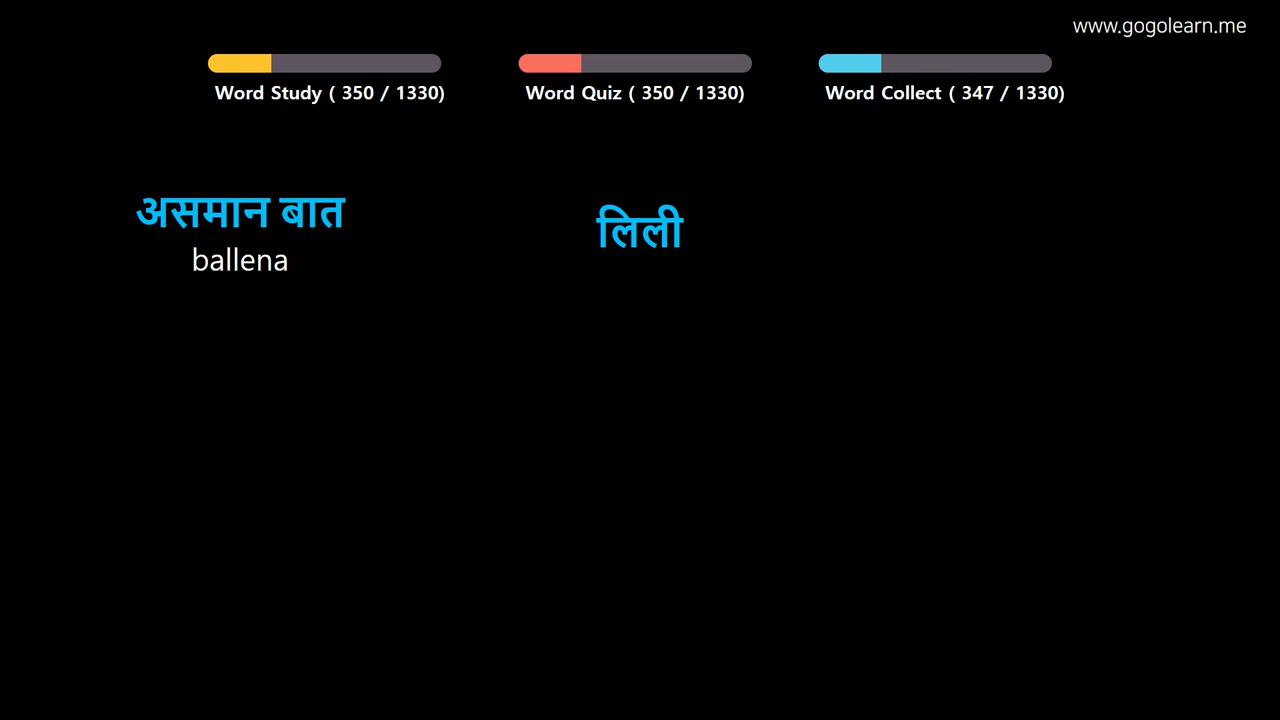 www.gogolearn.me
Word Study ( 350 / 1330)
Word Quiz ( 350 / 1330)
Word Collect ( 347 / 1330)
असमान बात
ballena
लिली